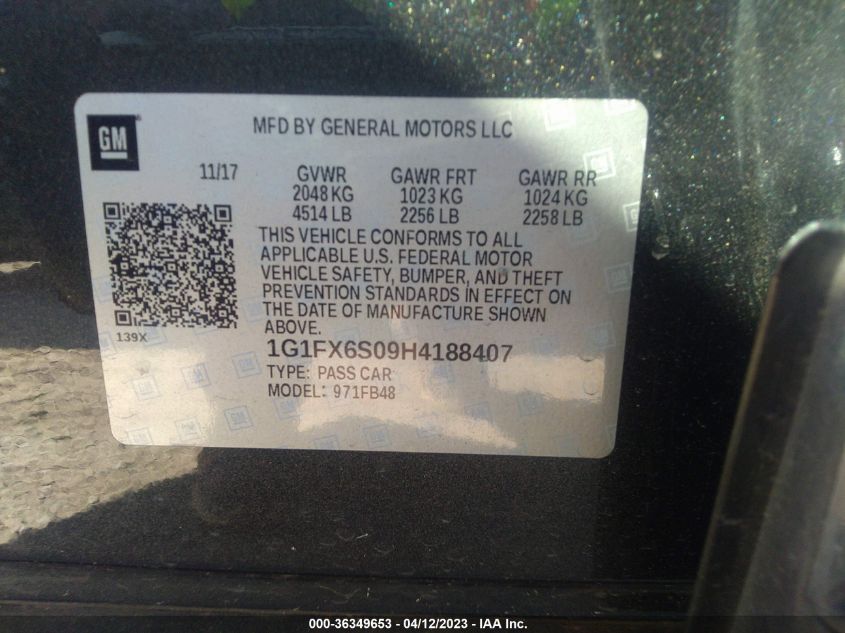 GM
MFD BY GENERAL MOTORS LLC
11/17 GVWR GAWR FRT GAWR RR
2048 KG 1023 KG 1024 KG
4514 LB 2256 LB 2258 LB
THIS VEHICLE CONFORMS TO ALL
APPLICABLE U.S. FEDERAL MOTOR
VEHICLE SAFETY, BUMPER, AND THEFT
PREVENTION STANDARDS IN EFFECT ON
THE DATE OF MANUFACTURE SHOWN
ABOVE.
139X
1G1FX6S09H4188407
TYPE: PASS CAR
MODEL: 971FB48
000-36349653 - 04/12/2023 - IAA Inc.